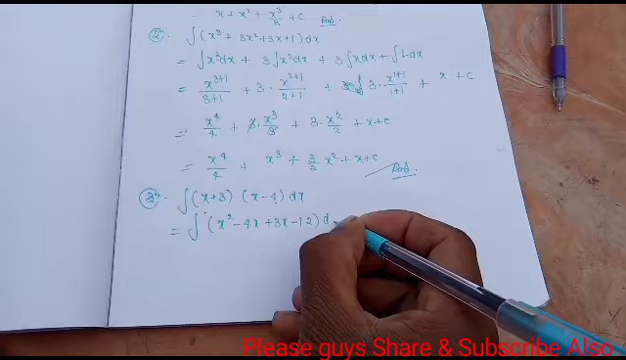 x + x² + x³/3 + c Ans.
② ∫(x³ + 3x² + 3x + 1) dx
= ∫x³dx + 3∫x²dx + 3∫xdx + ∫1.dx
= x³⁺¹/3+1 + 3. x²⁺¹/2+1 + 3. x¹⁺¹/1+1 + x + c
= x⁴/4 + 3. x³/3 + 3. x²/2 + x + c
= x⁴/4 + x³ + 3/2 x² + x + c Ans.
③ ∫(x+3) (x-4) dx
= ∫(x² - 4x + 3x - 12) d
Please guys Share & Subscribe Also